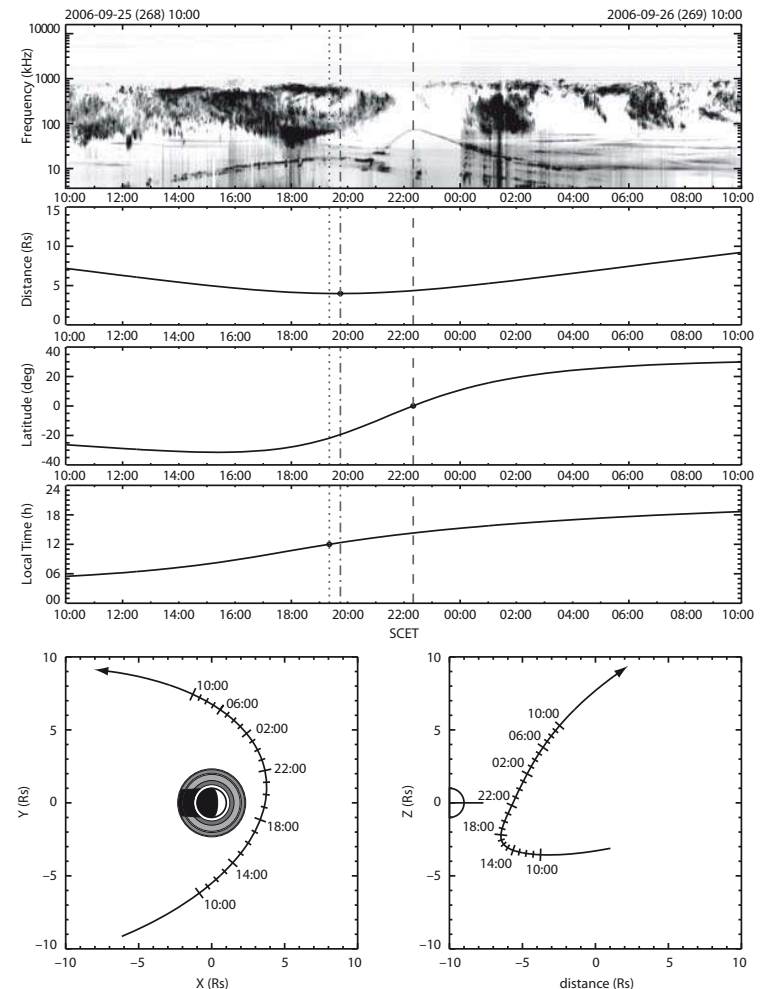 2006-09-25 (268) 10:00 2006-09-26 (269) 10:00
10000
1000
100
10
Frequency (kHz)
10:00 12:00 14:00 16:00 18:00 20:00 22:00 00:00 02:00 04:00 06:00 08:00 10:00
15
10
5
0
Distance (Rs)
10:00 12:00 14:00 16:00 18:00 20:00 22:00 00:00 02:00 04:00 06:00 08:00 10:00
40
20
0
-20
-40
Latitude (deg)
10:00 12:00 14:00 16:00 18:00 20:00 22:00 00:00 02:00 04:00 06:00 08:00 10:00
24
18
12
06
00
Local Time (h)
10:00 12:00 14:00 16:00 18:00 20:00 22:00 00:00 02:00 04:00 06:00 08:00 10:00
SCET
10
5
0
−5
−10
Y (Rs)
10:00
06:00
02:00
22:00
18:00
14:00
10:00
−10 −5 0 5 10
X (Rs)
10
5
0
−5
−10
Z (Rs)
10:00
06:00
02:00
22:00
18:00
14:00 10:00
−10 −5 0 5 10
distance (Rs)